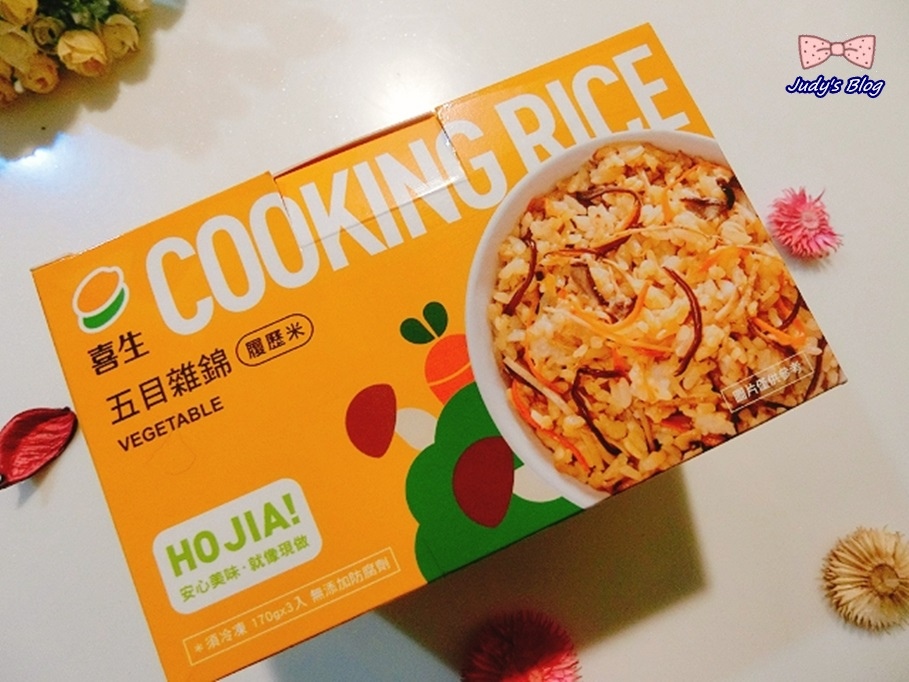 Judy's Blog
COOKING RICE
喜生
五目雜錦 履歷米
VEGETABLE
HO JIA!
安心美味·就像現做
＊須冷凍 170gx3入 無添加防腐劑
圖片僅供參考